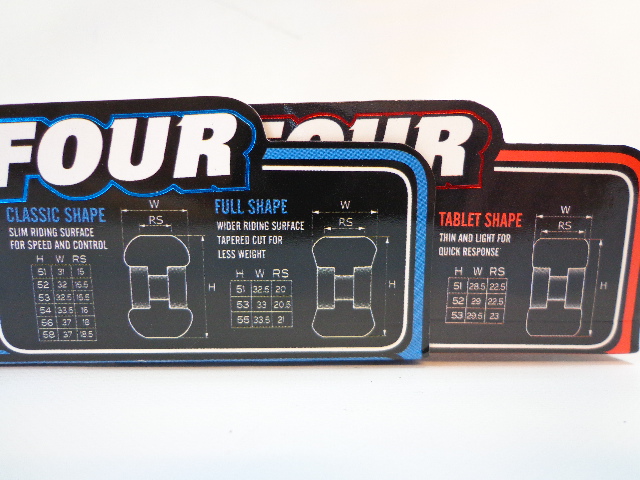 FOUR
CLASSIC SHAPE
SLIM RIDING SURFACE
FOR SPEED AND CONTROL
H W RS
51 31 15
52 32 16.5
53 32.5 15.5
54 33.5 16
56 37 18
58 37 18.5
W
RS
H
FULL SHAPE
WIDER RIDING SURFACE
TAPERED CUT FOR
LESS WEIGHT
H W RS
51 32.5 20
53 33 20.5
55 33.5 21
W
RS
H
FOUR
TABLET SHAPE
THIN AND LIGHT FOR
QUICK RESPONSE
H W RS
51 28.5 22.5
52 29 22.5
53 29.5 23
W
RS
H